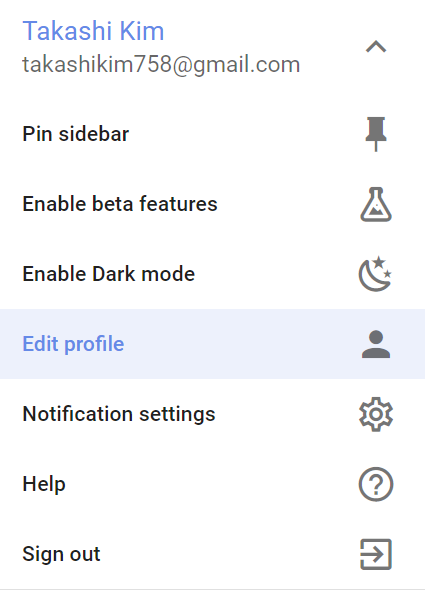 Takashi Kim
takashikim758@gmail.com
Pin sidebar
Enable beta features
Enable Dark mode
Edit profile
Notification settings
Help
Sign out